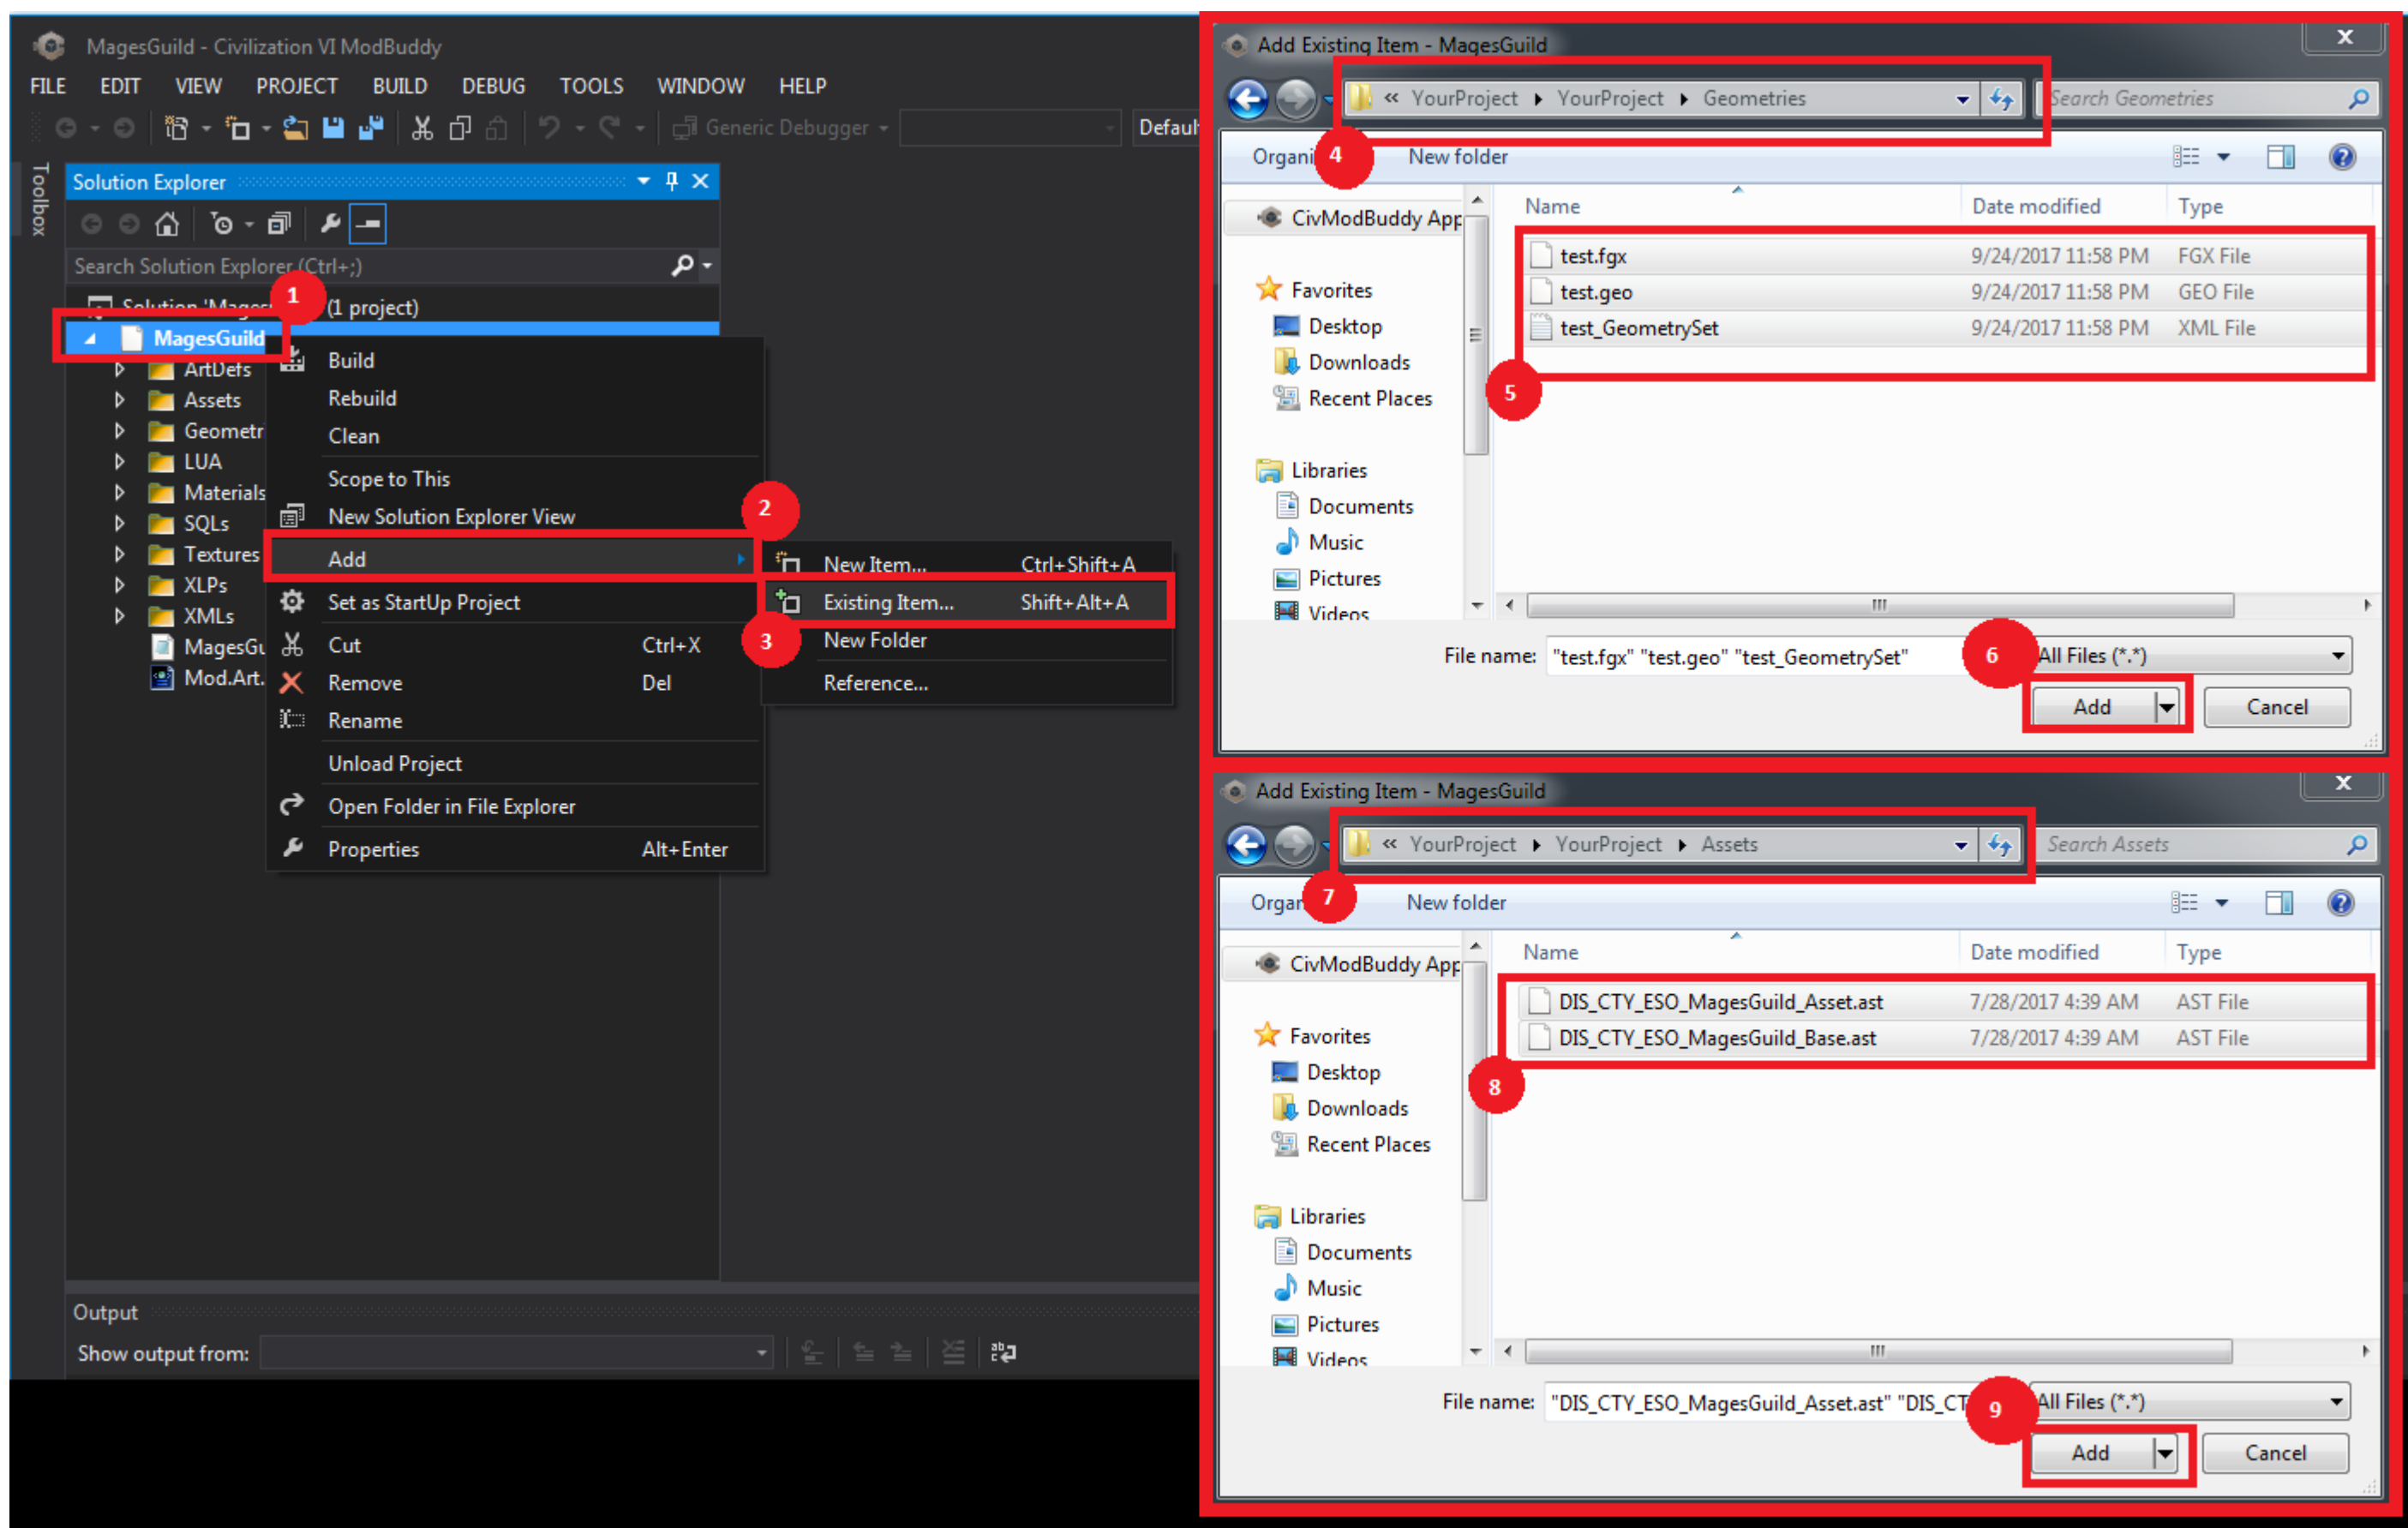 MagesGuild - Civilization VI ModBuddy
FILE EDIT VIEW PROJECT BUILD DEBUG TOOLS WINDOW HELP
Generic Debugger
Toolbox
Solution Explorer
Search Solution Explorer (Ctrl+;)
1
(1 project)
MagesGuild
ArtDefs
Assets
Geometr
LUA
Materials
SQLs
Textures
XLPs
XMLs
MagesGu
Mod.Art.
Build
Rebuild
Clean
Scope to This
New Solution Explorer View
2
Add
Set as StartUp Project
Cut Ctrl+X
Remove Del
Rename
Unload Project
Open Folder in File Explorer
Properties Alt+Enter
New Item... Ctrl+Shift+A
Existing Item... Shift+Alt+A
3
New Folder
Reference...
Output
Show output from:
Add Existing Item - MagesGuild
x
« YourProject ▸ YourProject ▸ Geometries
Search Geometries
4
New folder
Name Date modified Type
test.fgx 9/24/2017 11:58 PM FGX File
test.geo 9/24/2017 11:58 PM GEO File
test_GeometrySet 9/24/2017 11:58 PM XML File
5
CivModBuddy App
Favorites
Desktop
Downloads
Recent Places
Libraries
Documents
Music
Pictures
Videos
File name: "test.fgx" "test.geo" "test_GeometrySet"
6
All Files (*.*)
Add
Cancel
Add Existing Item - MagesGuild
x
« YourProject ▸ YourProject ▸ Assets
Search Assets
7
New folder
Name Date modified Type
DIS_CTY_ESO_MagesGuild_Asset.ast 7/28/2017 4:39 AM AST File
DIS_CTY_ESO_MagesGuild_Base.ast 7/28/2017 4:39 AM AST File
8
CivModBuddy App
Favorites
Desktop
Downloads
Recent Places
Libraries
Documents
Music
Pictures
Videos
File name: "DIS_CTY_ESO_MagesGuild_Asset.ast" "DIS_CT
9
All Files (*.*)
Add
Cancel